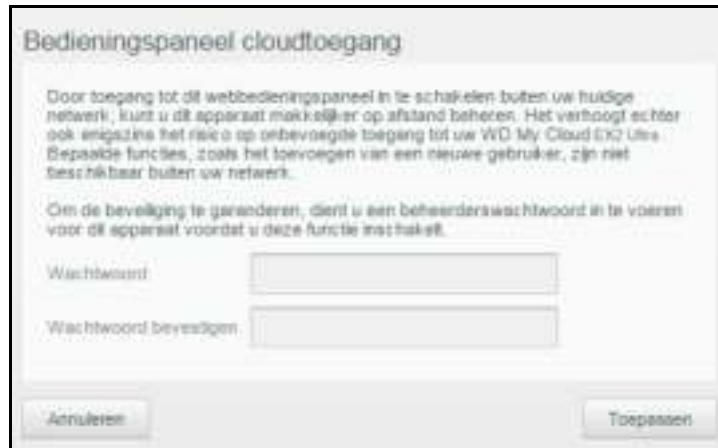 Bedieningspaneel cloudtoegang
Door toegang tot dit webbedieningspaneel in te schakelen buiten uw huidige
netwerk, kunt u dit apparaat makkelijker op afstand beheren. Het verhoogt echter
ook enigszins het risico op onbevoegde toegang tot uw WD My Cloud EX2 Ultra.
Bepaalde functies, zoals het toevoegen van een nieuwe gebruiker, zijn niet
beschikbaar buiten uw netwerk.
Om de beveiliging te garanderen, dient u een beheerderswachtwoord in te voeren
voor dit apparaat voordat u deze functie inschakelt.
Wachtwoord
Wachtwoord bevestigen
Annuleren
Toepassen